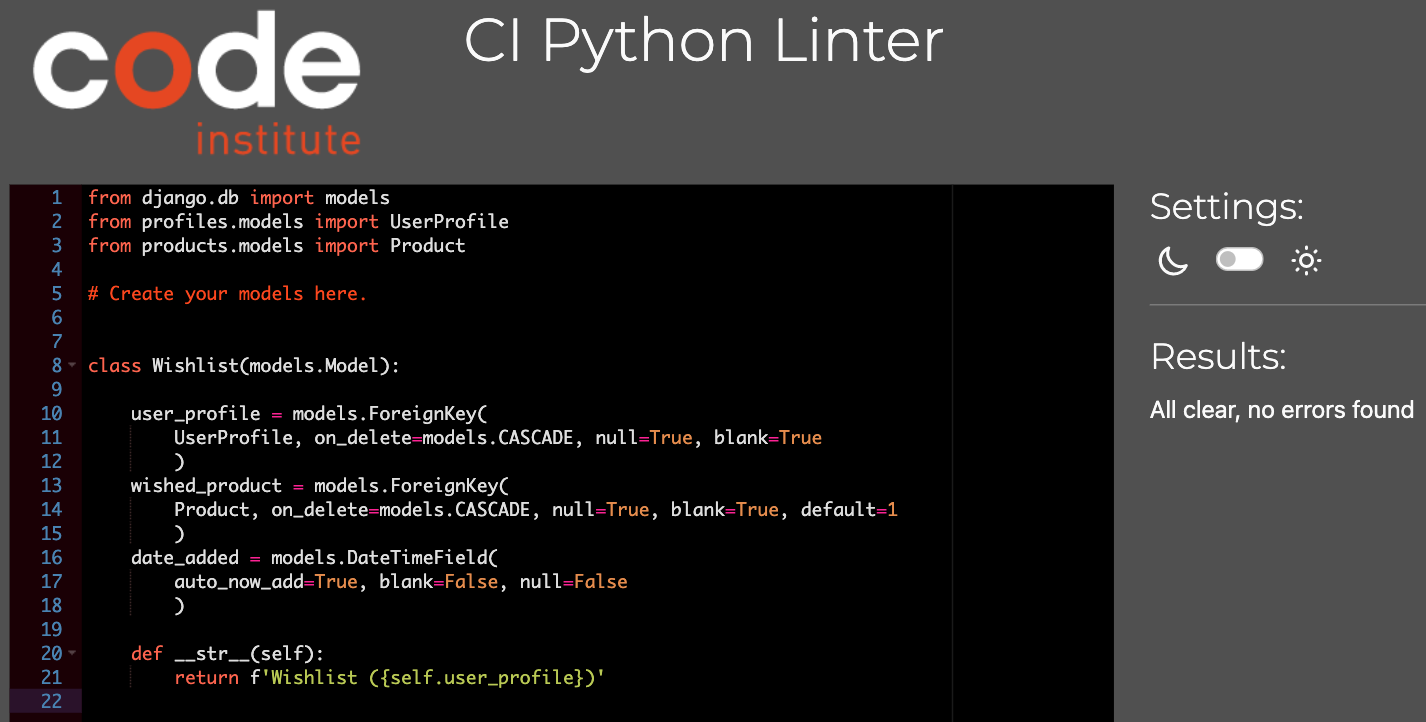 code
institute
CI Python Linter
1 from django.db import models
2 from profiles.models import UserProfile
3 from products.models import Product
4
5 # Create your models here.
6
7
8 class Wishlist(models.Model):
9
10     user_profile = models.ForeignKey(
11         UserProfile, on_delete=models.CASCADE, null=True, blank=True
12         )
13     wished_product = models.ForeignKey(
14         Product, on_delete=models.CASCADE, null=True, blank=True, default=1
15         )
16     date_added = models.DateTimeField(
17         auto_now_add=True, blank=False, null=False
18         )
19
20     def __str__(self):
21         return f'Wishlist ({self.user_profile})'
22
Settings:
Results:
All clear, no errors found